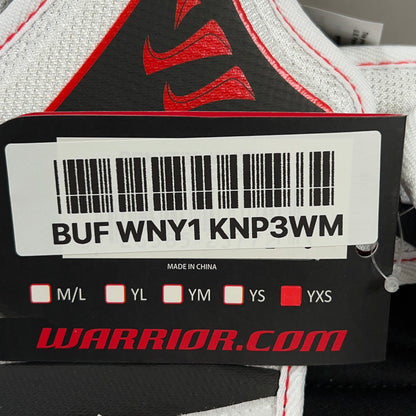 BUF WNY1 KNP3WM
MADE IN CHINA
M/L YL YM YS YXS
WARRIOR.COM